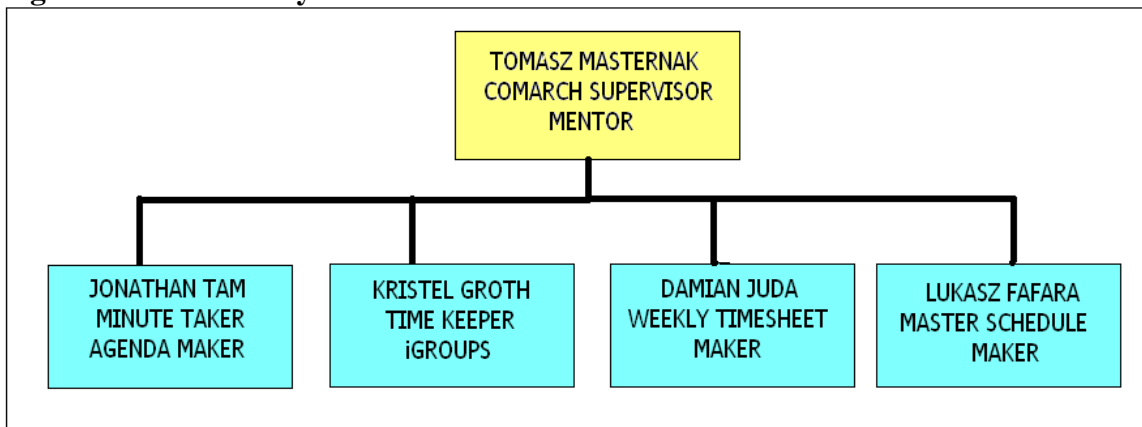 TOMASZ MASTERNAK
COMARCH SUPERVISOR
MENTOR
JONATHAN TAM
MINUTE TAKER
AGENDA MAKER
KRISTEL GROTH
TIME KEEPER
iGROUPS
DAMIAN JUDA
WEEKLY TIMESHEET
MAKER
LUKASZ FAFARA
MASTER SCHEDULE
MAKER